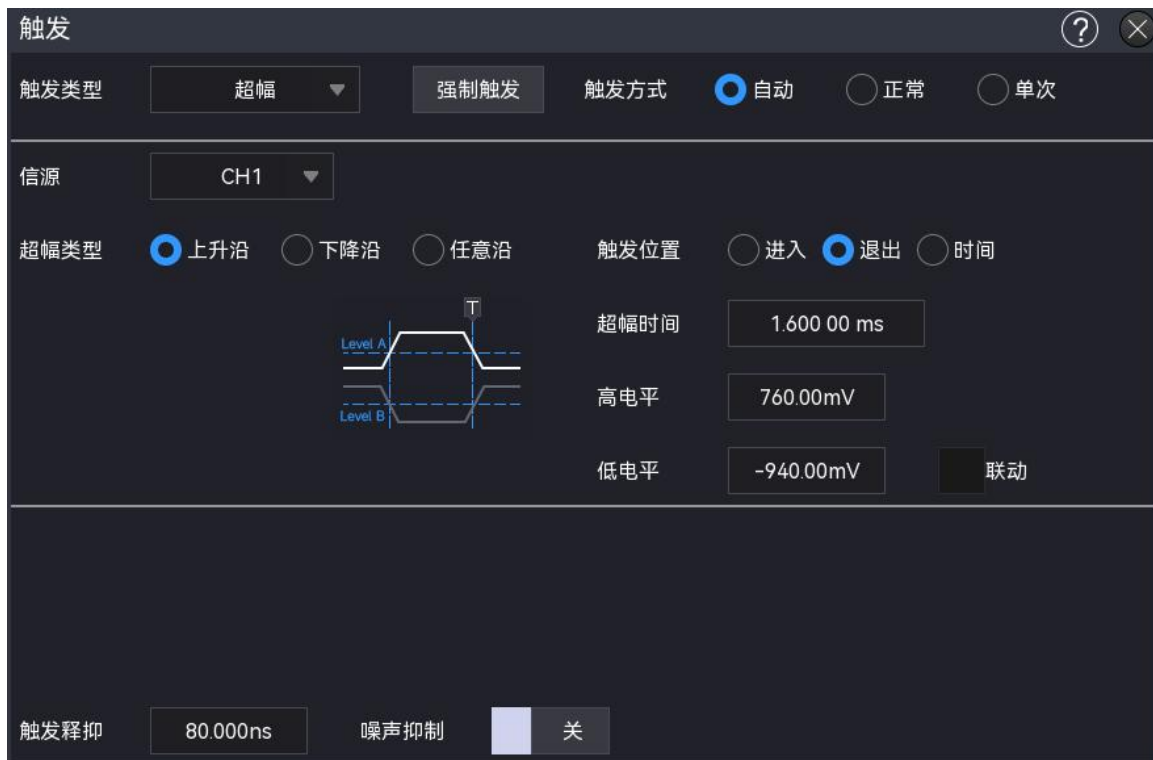 触发
触发类型 超幅 强制触发 触发方式 自动 正常 单次
信源 CH1
超幅类型 上升沿 下降沿 任意沿 触发位置 进入 退出 时间
T
超幅时间 1.600 00 ms
Level A
高电平 760.00mV
Level B
低电平 -940.00mV 联动
触发释抑 80.000ns 噪声抑制 关